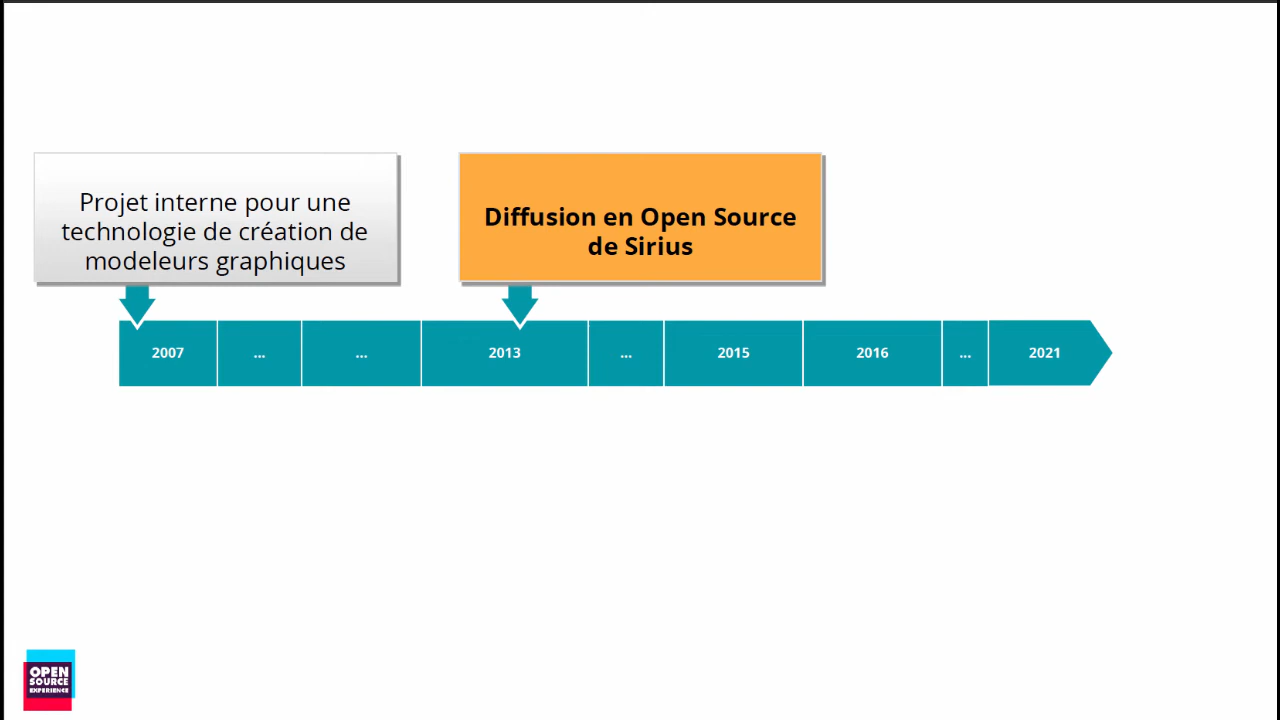 Projet interne pour une
technologie de création de
modeleurs graphiques
Diffusion en Open Source
de Sirius
2007 ... ... 2013 ... 2015 2016 ... 2021
OPEN
SOURCE
EXPERIENCE